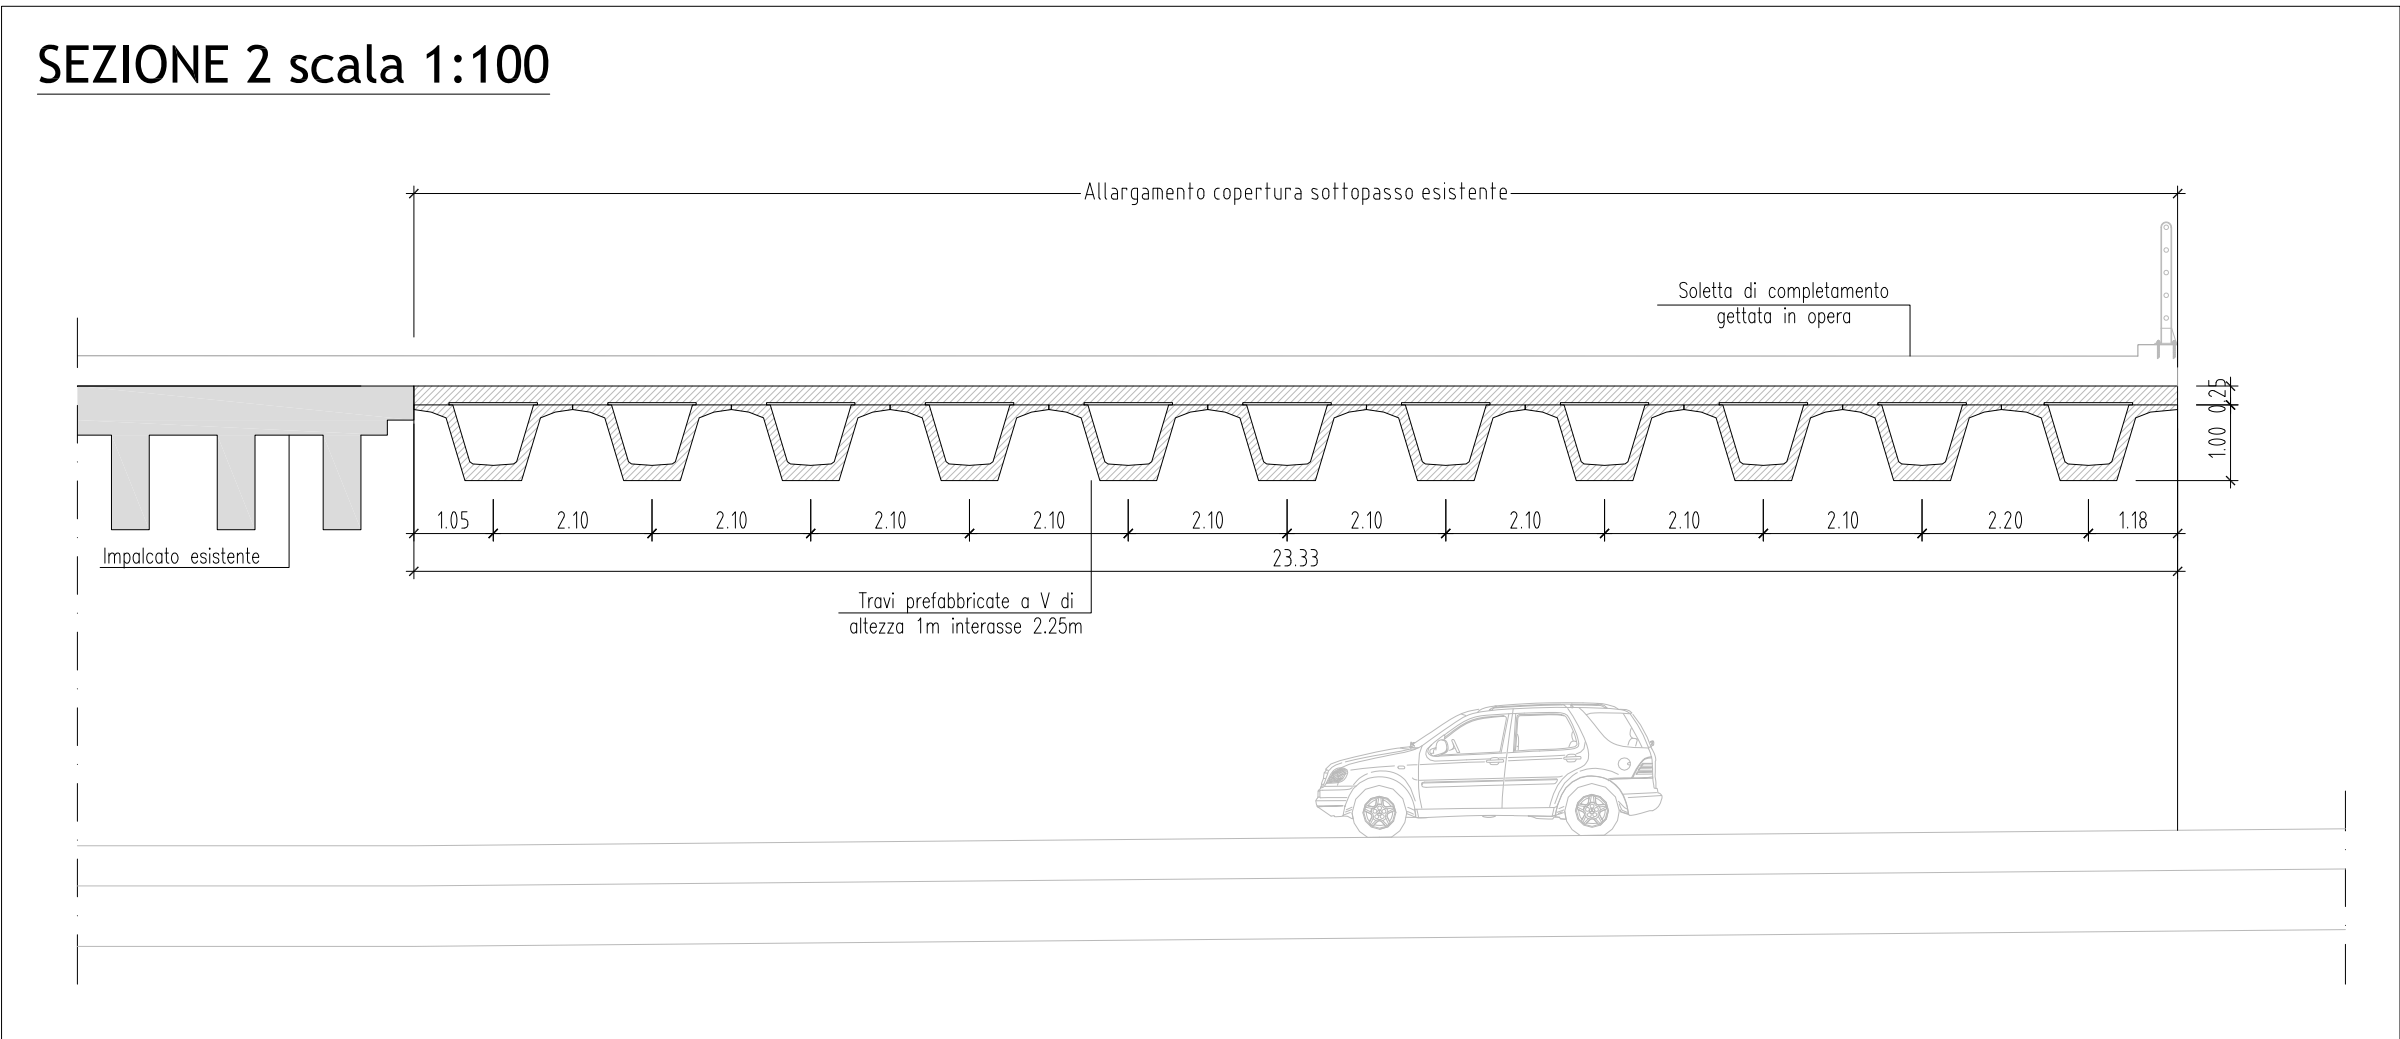 SEZIONE 2 scala 1:100
Allargamento copertura sottopasso esistente
Soletta di completamento
gettata in opera
0.25
1.00
1.05 2.10 2.10 2.10 2.10 2.10 2.10 2.10 2.10 2.10 2.20 1.18
23.33
Impalcato esistente
Travi prefabbricate a V di
altezza 1m interasse 2.25m